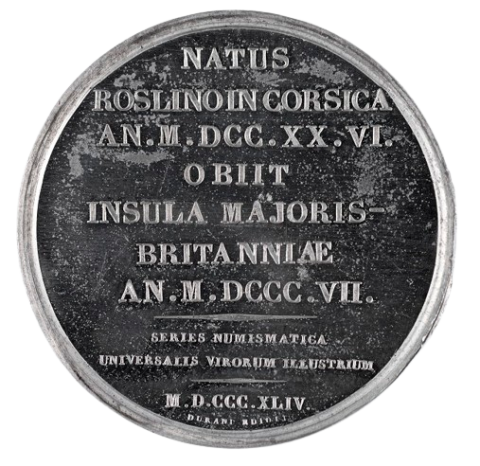 NATUS
ROSLINO IN CORSICA
AN.M.DCC.XX.VI.
OBIIT
INSULA MAJORIS-
BRITANNIÆ
AN.M.DCCC.VII.
SERIES NUMISMATICA
UNIVERSALIS VIRORUM ILLUSTRIUM
M.D.CCC.XLIV.
DURAND EDIDIT